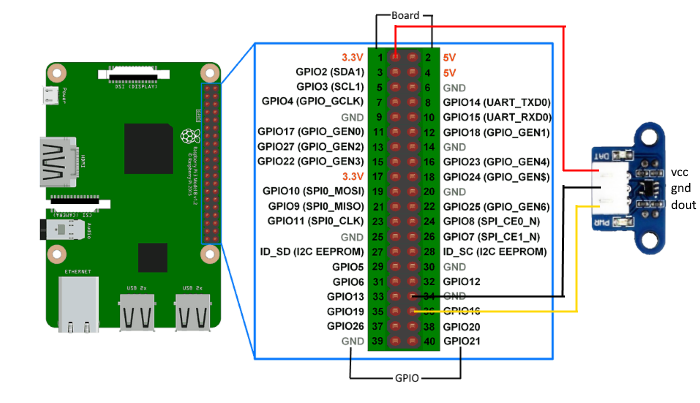 Board
3.3V 1 2 5V
GPIO2 (SDA1) 3 4 5V
GPIO3 (SCL1) 5 6 GND
GPIO4 (GPIO_GCLK) 7 8 GPIO14 (UART_TXD0)
GND 9 10 GPIO15 (UART_RXD0)
GPIO17 (GPIO_GEN0) 11 12 GPIO18 (GPIO_GEN1)
GPIO27 (GPIO_GEN2) 13 14 GND
GPIO22 (GPIO_GEN3) 15 16 GPIO23 (GPIO_GEN4)
3.3V 17 18 GPIO24 (GPIO_GEN$)
GPIO10 (SPI0_MOSI) 19 20 GND
GPIO9 (SPI0_MISO) 21 22 GPIO25 (GPIO_GEN6)
GPIO11 (SPI0_CLK) 23 24 GPIO8 (SPI_CE0_N)
GND 25 26 GPIO7 (SPI_CE1_N)
ID_SD (I2C EEPROM) 27 28 ID_SC (I2C EEPROM)
GPIO5 29 30 GND
GPIO6 31 32 GPIO12
GPIO13 33 34 GND
GPIO19 35 36 GPIO16
GPIO26 37 38 GPIO20
GND 39 40 GPIO21
GPIO
DSI (DISPLAY)
Power
HDMI
CSI (CAMERA)
Audio
ETHERNET
USB 2x
USB 2x
DAT
PWR
vcc
gnd
dout